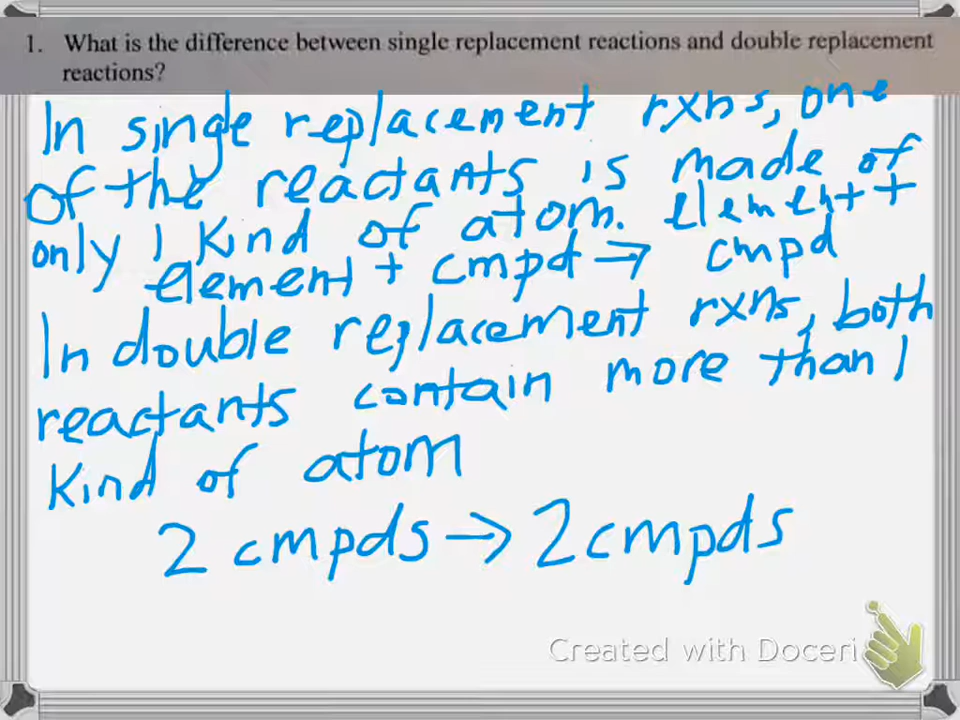 1. What is the difference between single replacement reactions and double replacement
reactions?
In single replacement rxns, one
of the reactants is made of
only 1 kind of atom. element +
element + cmpd → cmpd
In double replacement rxns, both
reactants contain more than 1
kind of atom
2 cmpds → 2 cmpds
Created with Doceri